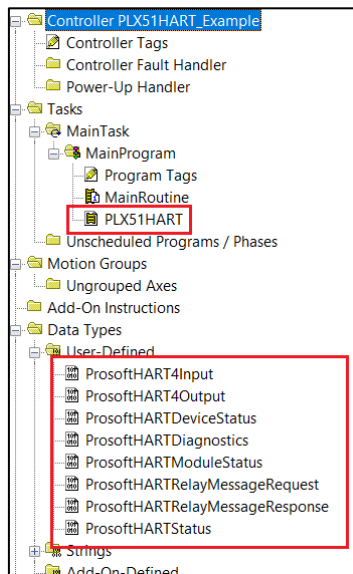 Controller PLX51HART_Example
Controller Tags
Controller Fault Handler
Power-Up Handler
Tasks
MainTask
MainProgram
Program Tags
MainRoutine
PLX51HART
Unscheduled Programs / Phases
Motion Groups
Ungrouped Axes
Add-On Instructions
Data Types
User-Defined
ProsoftHART4Input
ProsoftHART4Output
ProsoftHARTDeviceStatus
ProsoftHARTDiagnostics
ProsoftHARTModuleStatus
ProsoftHARTRelayMessageRequest
ProsoftHARTRelayMessageResponse
ProsoftHARTStatus
Strings
Add-On-Defined